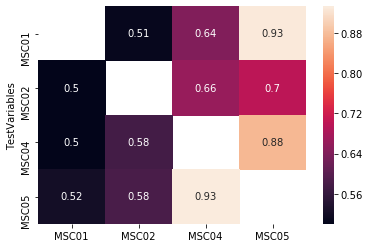 MSC01 0.51 0.64 0.93
MSC02 0.5 0.66 0.7
MSC04 0.5 0.58 0.88
MSC05 0.52 0.58 0.93
MSC01 MSC02 MSC04 MSC05
TestVariables
0.88
0.80
0.72
0.64
0.56